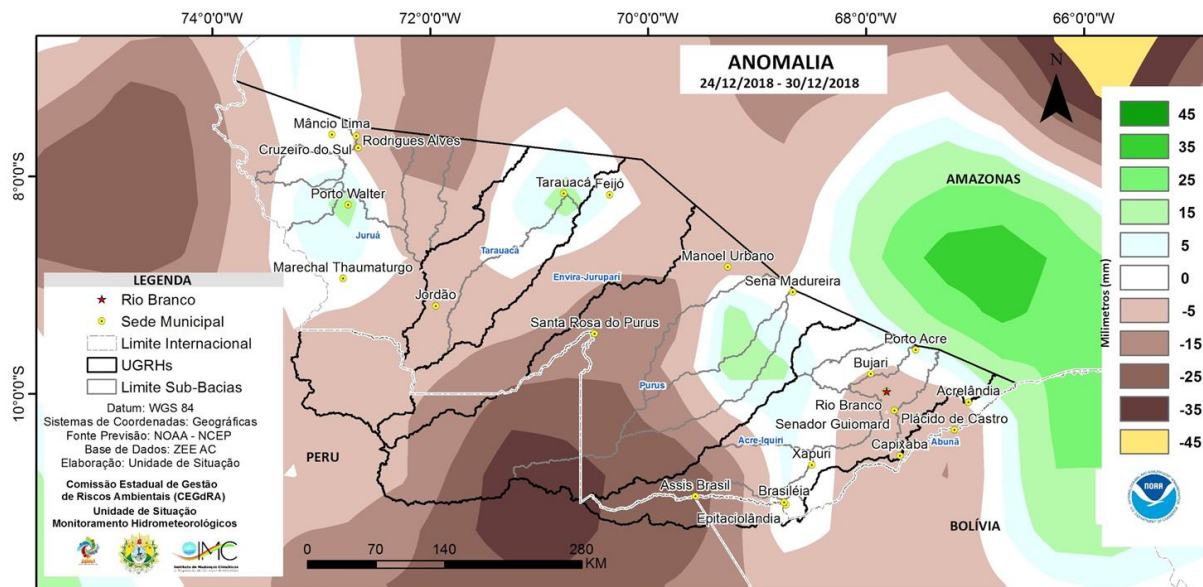 74°0'0"W
72°0'0"W
70°0'0"W
68°0'0"W
66°0'0"W
8°0'0"S
10°0'0"S
ANOMALIA
24/12/2018 - 30/12/2018
N
AMAZONAS
PERU
BOLÍVIA
Mâncio Lima
Rodrigues Alves
Cruzeiro do Sul
Porto Walter
Juruá
Marechal Thaumaturgo
Tarauacá
Feijó
Tarauacá
Envira-Jurupari
Jordão
Manoel Urbano
Sena Madureira
Santa Rosa do Purus
Purus
Porto Acre
Bujari
Rio Branco
Acrelândia
Senador Guiomard
Plácido de Castro
Abunã
Acre-Iquiri
Capixaba
Xapuri
Assis Brasil
Brasiléia
Epitaciolândia
LEGENDA
Rio Branco
Sede Municipal
Limite Internacional
UGRHs
Limite Sub-Bacias
Datum: WGS 84
Sistemas de Coordenadas: Geográficas
Fonte Previsão: NOAA - NCEP
Base de Dados: ZEE AC
Elaboração: Unidade de Situação
Comissão Estadual de Gestão
de Riscos Ambientais (CEGdRA)
Unidade de Situação
Monitoramento Hidrometeorológicos
IMC
0
70
140
280
KM
Milímetros (mm)
45
35
25
15
5
0
-5
-15
-25
-35
-45
NOAA